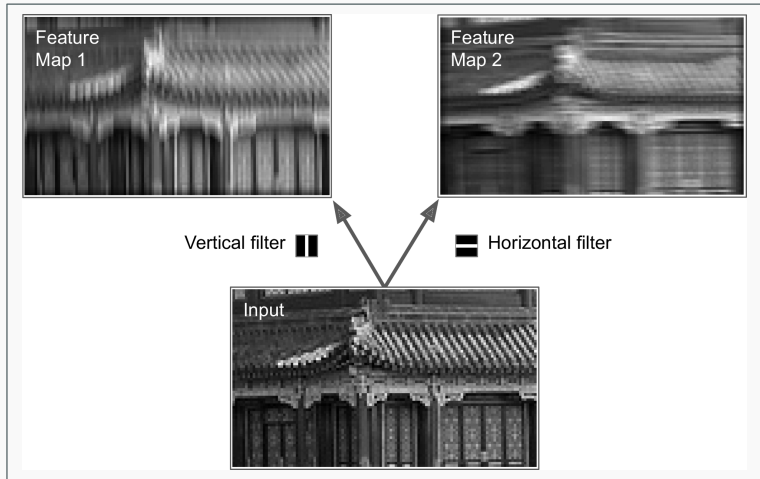 Feature
Map 1
Feature
Map 2
Vertical filter
Horizontal filter
Input